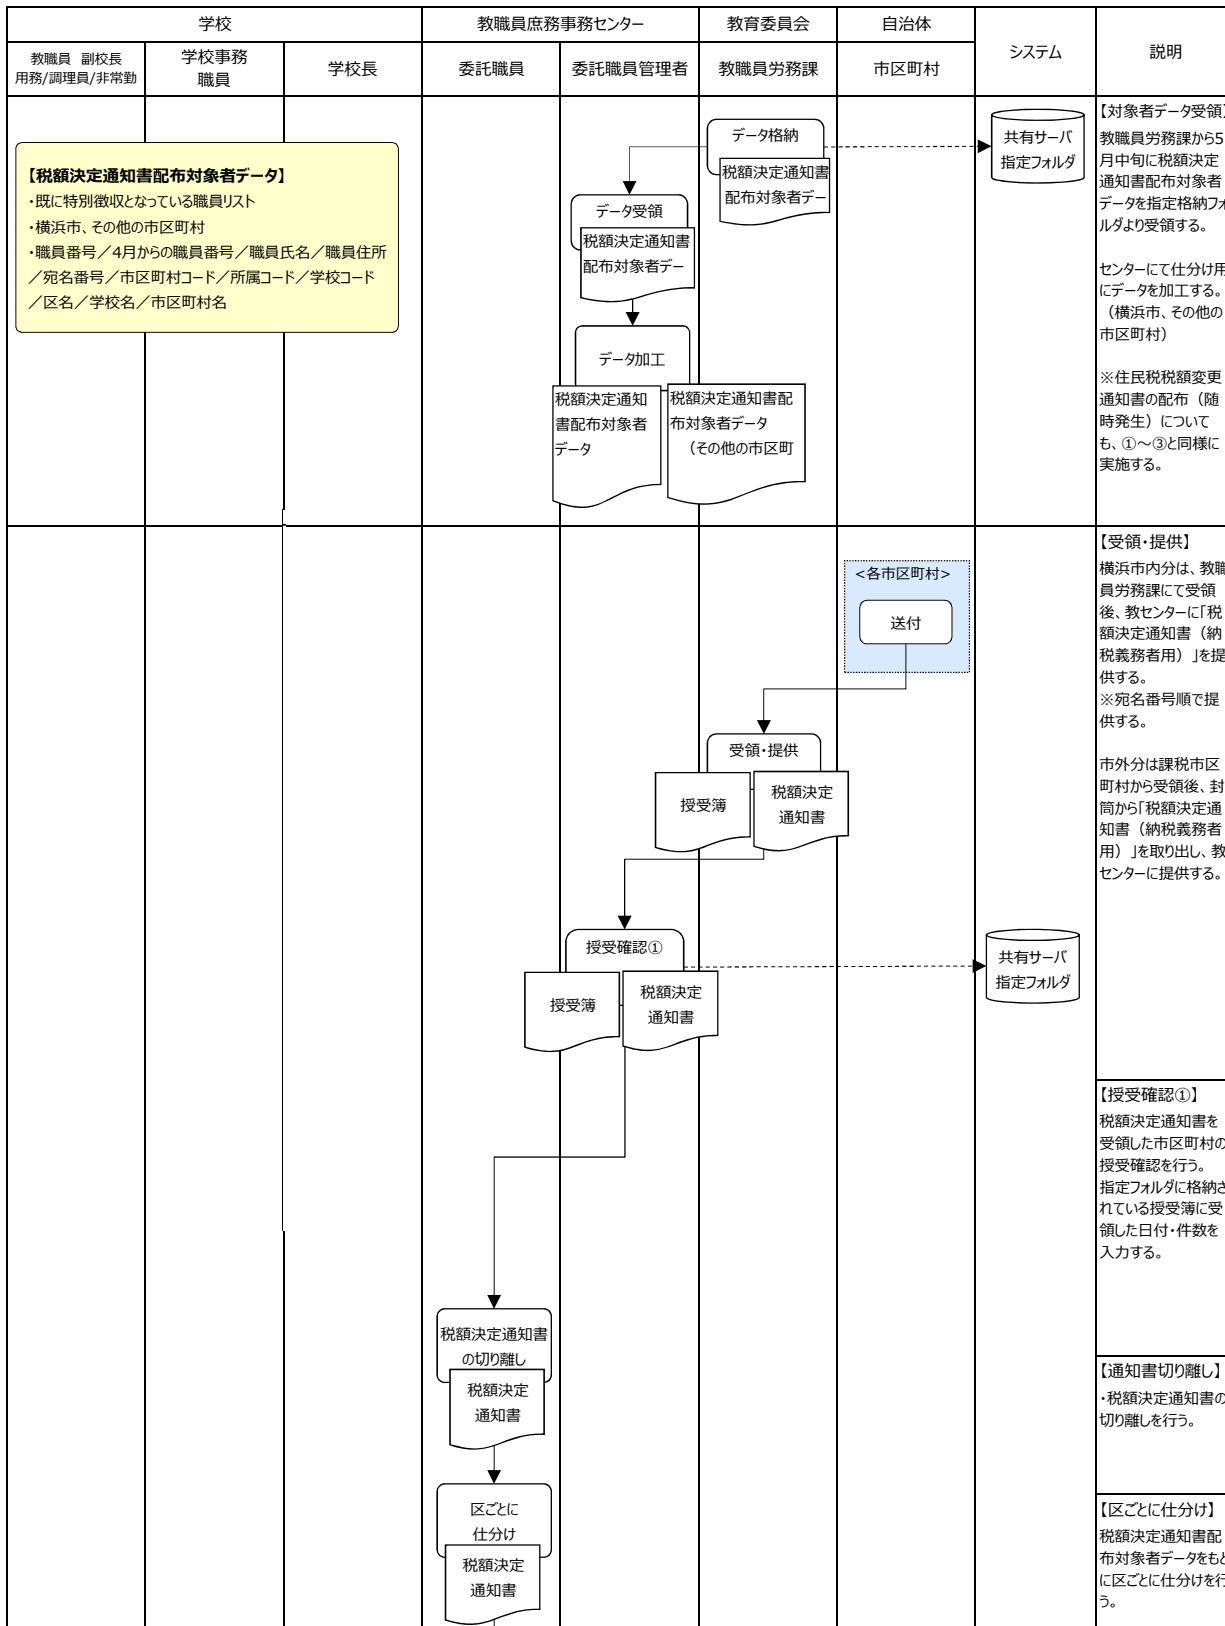 学校
教職員庶務事務センター
教育委員会
自治体
システム
説明
教職員　副校長
用務/調理員/非常勤
学校事務
職員
学校長
委託職員
委託職員管理者
教職員労務課
市区町村
【税額決定通知書配布対象者データ】
・既に特別徴収となっている職員リスト
・横浜市、その他の市区町村
・職員番号／4月からの職員番号／職員氏名／職員住所
／宛名番号／市区町村コード／所属コード／学校コード
／区名／学校名／市区町村名
データ格納
税額決定通知書
配布対象者デー
共有サーバ
指定フォルダ
データ受領
税額決定通知書
配布対象者デー
データ加工
税額決定通知
書配布対象者
データ
税額決定通知書配
布対象者データ
（その他の市区町
【対象者データ受領】
教職員労務課から5
月中旬に税額決定
通知書配布対象者
データを指定格納フォ
ルダより受領する。
センターにて仕分け用
にデータを加工する。
（横浜市、その他の
市区町村）
※住民税税額変更
通知書の配布（随
時発生）について
も、①～③と同様に
実施する。
<各市区町村>
送付
受領・提供
授受簿
税額決定
通知書
授受確認①
授受簿
税額決定
通知書
共有サーバ
指定フォルダ
【受領・提供】
横浜市内分は、教職
員労務課にて受領
後、教センターに「税
額決定通知書（納
税義務者用）」を提
供する。
※宛名番号順で提
供する。
市外分は課税市区
町村から受領後、封
筒から「税額決定通
知書（納税義務者
用）」を取り出し、教
センターに提供する。
【授受確認①】
税額決定通知書を
受領した市区町村の
授受確認を行う。
指定フォルダに格納さ
れている授受簿に受
領した日付・件数を
入力する。
税額決定通知書
の切り離し
税額決定
通知書
【通知書切り離し】
・税額決定通知書の
切り離しを行う。
区ごとに
仕分け
税額決定
通知書
【区ごとに仕分け】
税額決定通知書配
布対象者データをもと
に区ごとに仕分けを行
う。